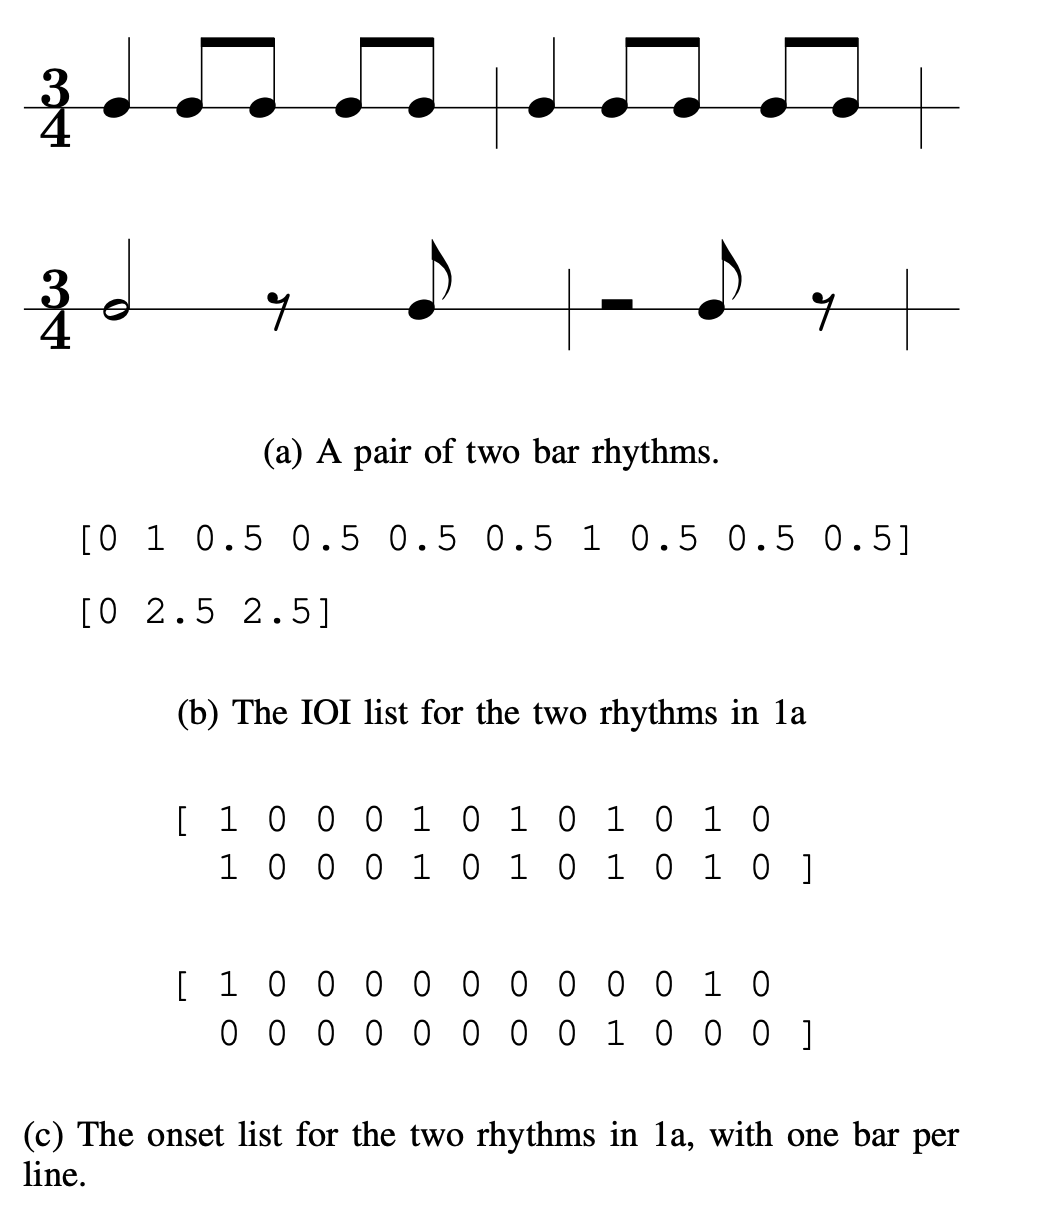 3
4
3
4
(a) A pair of two bar rhythms.
[0 1 0.5 0.5 0.5 0.5 1 0.5 0.5 0.5]
[0 2.5 2.5]
(b) The IOI list for the two rhythms in 1a
[ 1 0 0 0 1 0 1 0 1 0 1 0
1 0 0 0 1 0 1 0 1 0 1 0 ]
[ 1 0 0 0 0 0 0 0 0 0 1 0
0 0 0 0 0 0 0 0 1 0 0 0 ]
(c) The onset list for the two rhythms in 1a, with one bar per
line.